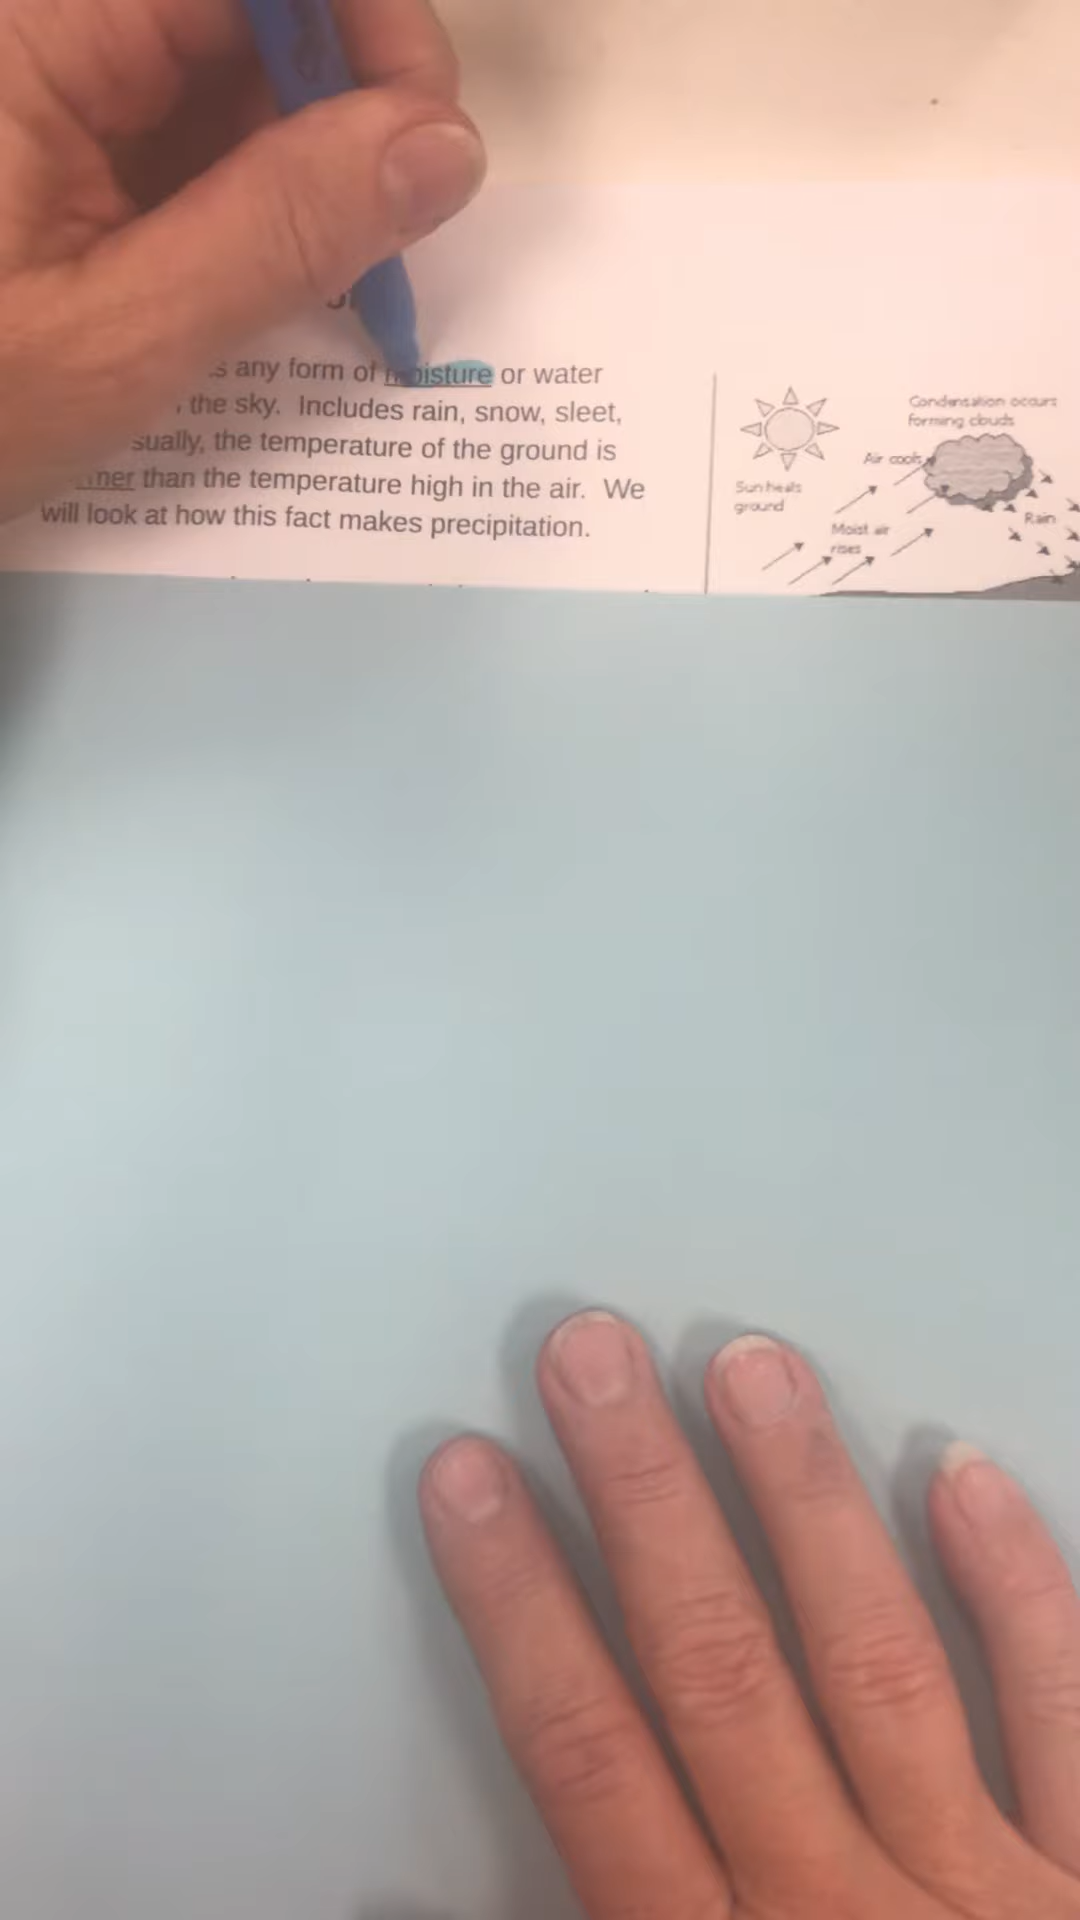 any form of moisture or water
the sky. Includes rain, snow, sleet,
the temperature of the ground is
than the temperature high in the air. We
will look at how this fact makes precipitation.
Condensation occurs
forming clouds
Air cools
Sun heats
ground
Moist air
rises
Rain